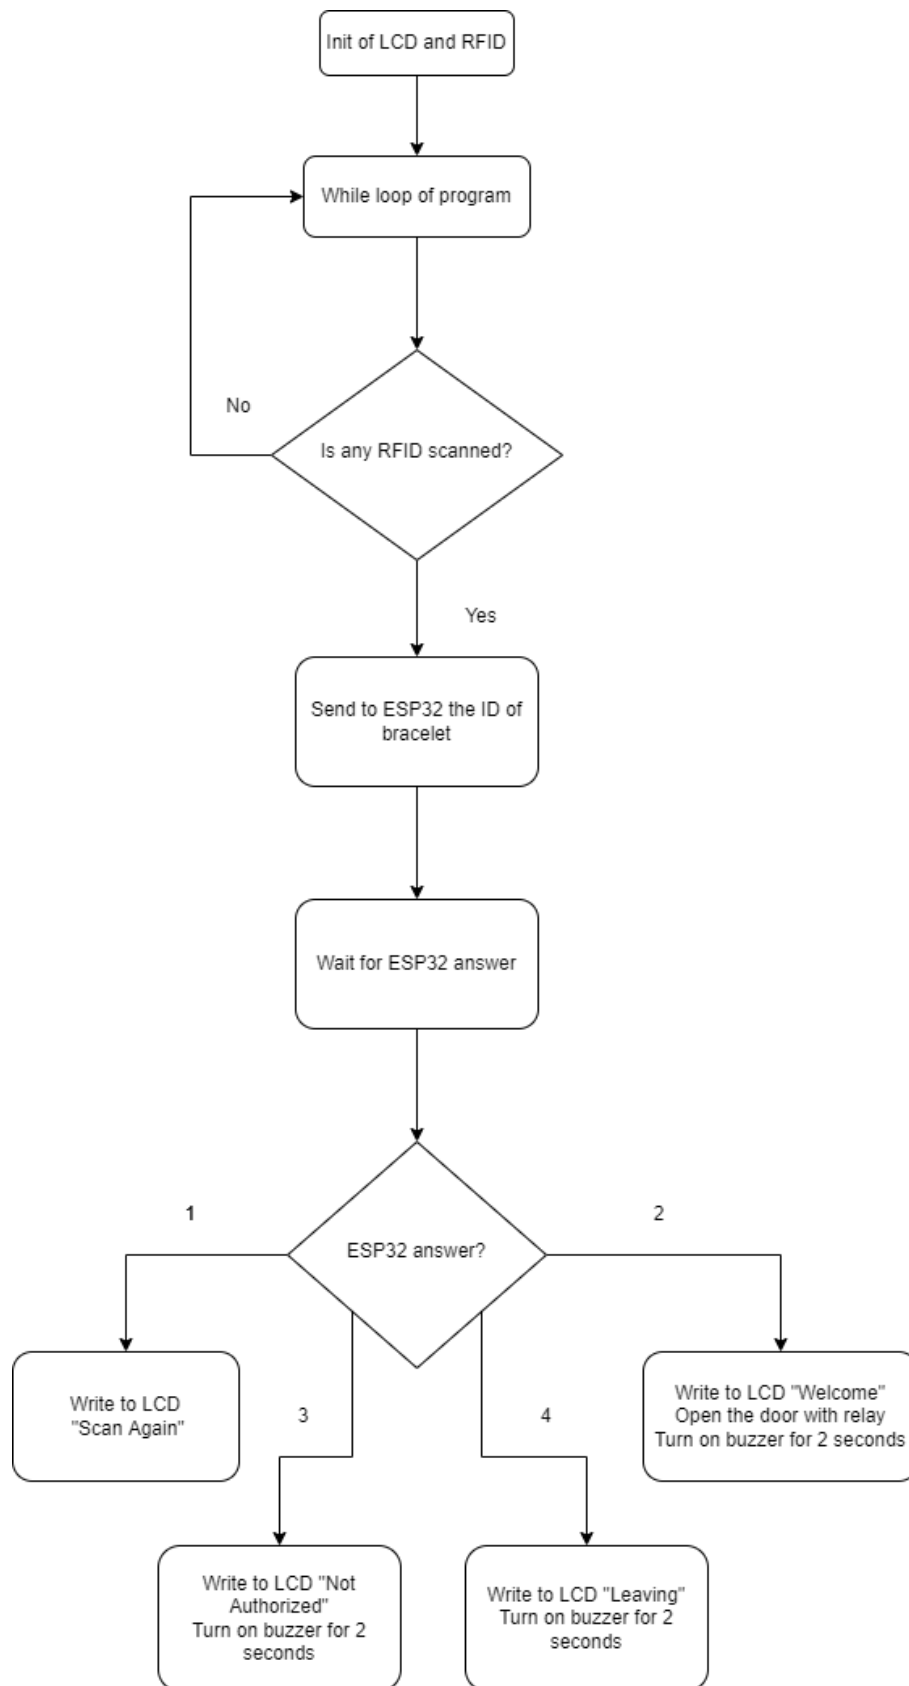 Init of LCD and RFID
While loop of program
No
Is any RFID scanned?
Yes
Send to ESP32 the ID of
bracelet
Wait for ESP32 answer
1
2
ESP32 answer?
Write to LCD
"Scan Again"
3
4
Write to LCD "Welcome"
Open the door with relay
Turn on buzzer for 2 seconds
Write to LCD "Not
Authorized"
Turn on buzzer for 2
seconds
Write to LCD "Leaving"
Turn on buzzer for 2
seconds